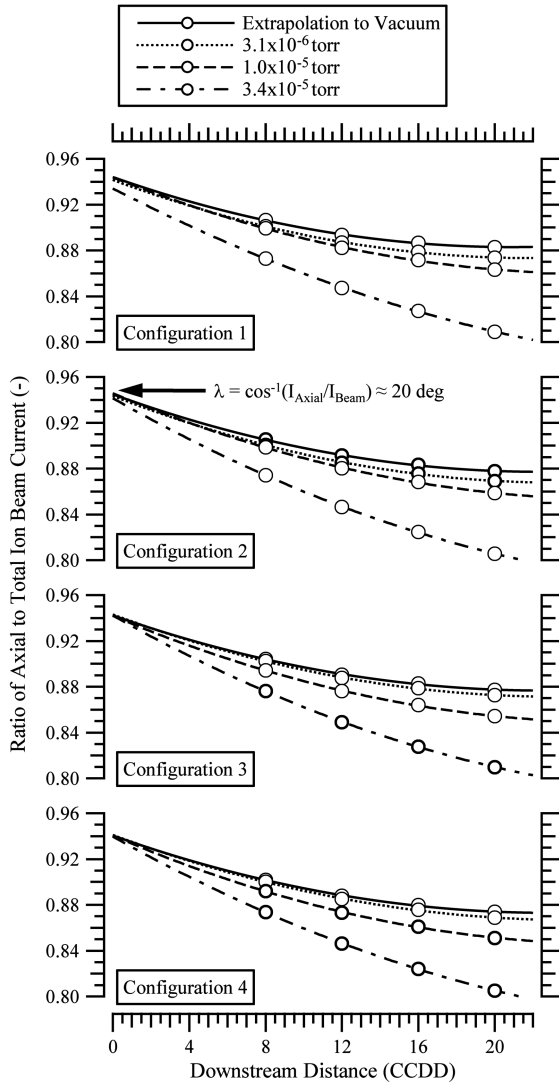 Extrapolation to Vacuum
3.1x10⁻⁶ torr
1.0x10⁻⁵ torr
3.4x10⁻⁵ torr
Ratio of Axial to Total Ion Beam Current (-)
0.96
0.92
0.88
0.84
0.80
Configuration 1
0.96
0.92
0.88
0.84
0.80
λ = cos⁻¹(I_Axial/I_Beam) ≈ 20 deg
Configuration 2
0.96
0.92
0.88
0.84
0.80
Configuration 3
0.96
0.92
0.88
0.84
0.80
Configuration 4
0 4 8 12 16 20
Downstream Distance (CCDD)